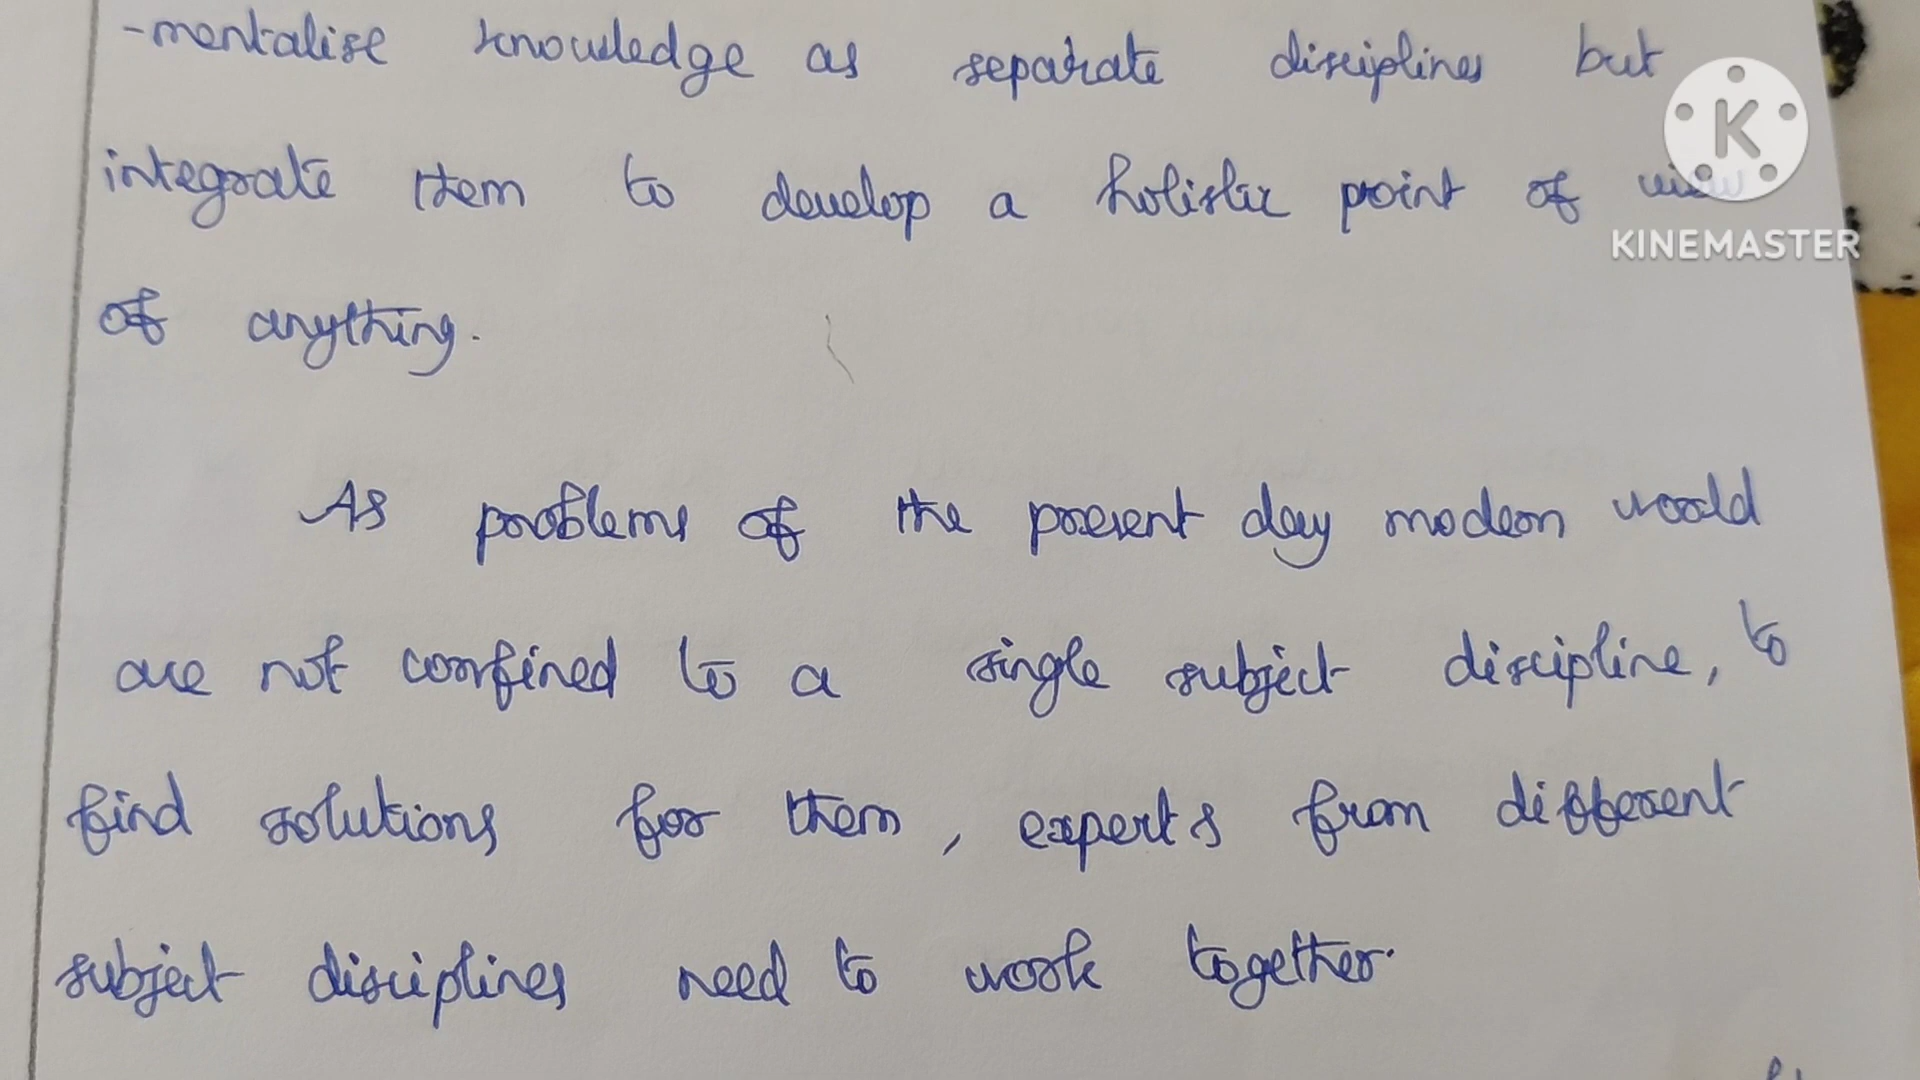 -mentalise knowledge as separate disciplines but
integrate them to develop a holistic point of view
of anything.
As problems of the present day modern world
are not confined to a single subject discipline, to
find solutions for them, experts from different
subject disciplines need to work together.
K
KINEMASTER